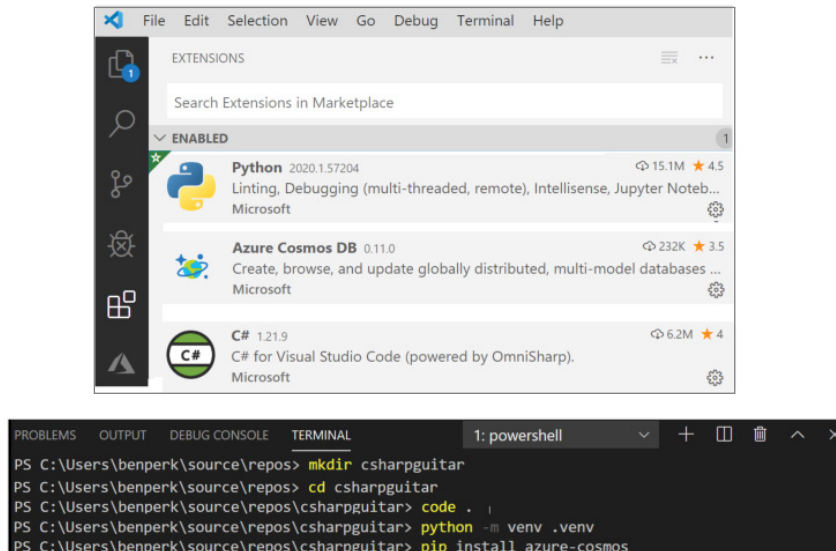 File Edit Selection View Go Debug Terminal Help
EXTENSIONS
1
Search Extensions in Marketplace
ENABLED 1
Python 2020.1.57204 15.1M 4.5
Linting, Debugging (multi-threaded, remote), Intellisense, Jupyter Noteb...
Microsoft
Azure Cosmos DB 0.11.0 232K 3.5
Create, browse, and update globally distributed, multi-model databases ...
Microsoft
C# 1.21.9 6.2M 4
C# C# for Visual Studio Code (powered by OmniSharp).
Microsoft
PROBLEMS OUTPUT DEBUG CONSOLE TERMINAL 1: powershell
PS C:\Users\benperk\source\repos> mkdir csharpguitar
PS C:\Users\benperk\source\repos> cd csharpguitar
PS C:\Users\benperk\source\repos\csharpguitar> code .
PS C:\Users\benperk\source\repos\csharpguitar> python -m venv .venv
PS C:\Users\benperk\source\repos\csharpguitar> pip install azure-cosmos